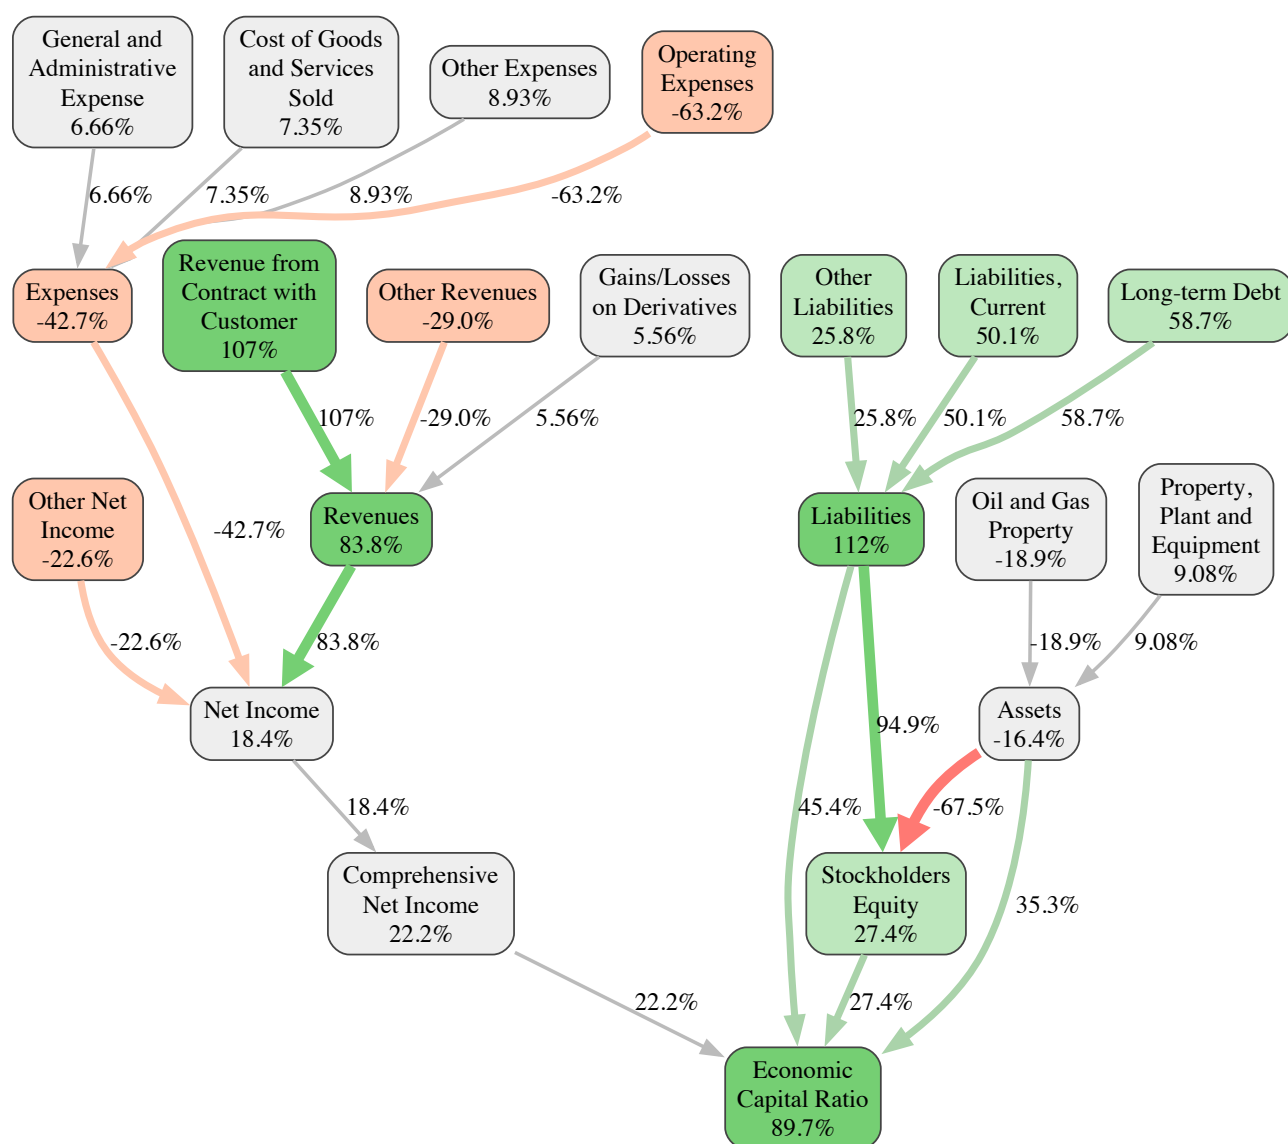 General and
Administrative
Expense
6.66%
Cost of Goods
and Services
Sold
7.35%
Other Expenses
8.93%
Operating
Expenses
-63.2%
6.66%
7.35%
8.93%
-63.2%
Expenses
-42.7%
Revenue from
Contract with
Customer
107%
Other Revenues
-29.0%
Gains/Losses
on Derivatives
5.56%
Other
Liabilities
25.8%
Liabilities,
Current
50.1%
Long-term Debt
58.7%
107%
-29.0%
5.56%
25.8%
50.1%
58.7%
Other Net
Income
-22.6%
-42.7%
Revenues
83.8%
Liabilities
112%
Oil and Gas
Property
-18.9%
Property,
Plant and
Equipment
9.08%
-22.6%
83.8%
-18.9%
9.08%
Net Income
18.4%
94.9%
Assets
-16.4%
18.4%
45.4%
-67.5%
Comprehensive
Net Income
22.2%
Stockholders
Equity
27.4%
35.3%
22.2%
27.4%
Economic
Capital Ratio
89.7%